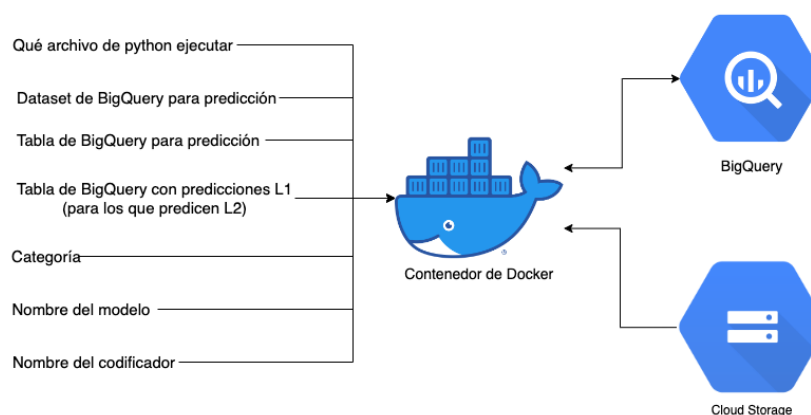 Qué archivo de python ejecutar
Dataset de BigQuery para predicción
Tabla de BigQuery para predicción
Tabla de BigQuery con predicciones L1
(para los que predicen L2)
Categoría
Nombre del modelo
Nombre del codificador
Contenedor de Docker
BigQuery
Cloud Storage